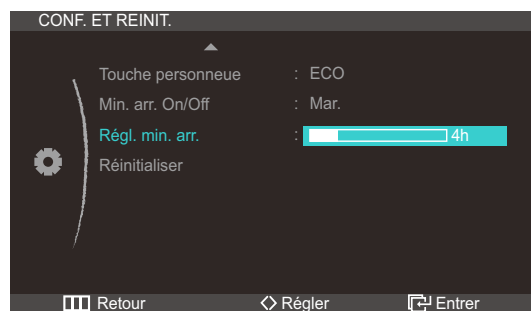 CONF. ET REINIT.
Touche personneue : ECO
Min. arr. On/Off : Mar.
Régl. min. arr. : 4h
Réinitialiser
Retour Régler Entrer